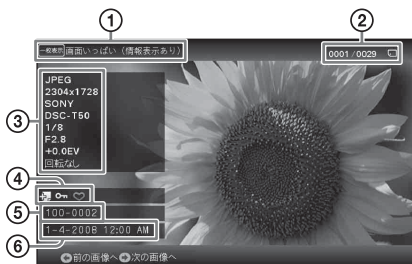 ①
②
一般表示 画面いっぱい（情報表示あり）
0001/0029
③
JPEG
2304x1728
SONY
DSC-T50
1/8
F2.8
+0.0EV
回転なし
④
⑤
100-0002
⑥
1-4-2008 12:00 AM
前の画像へ 次の画像へ